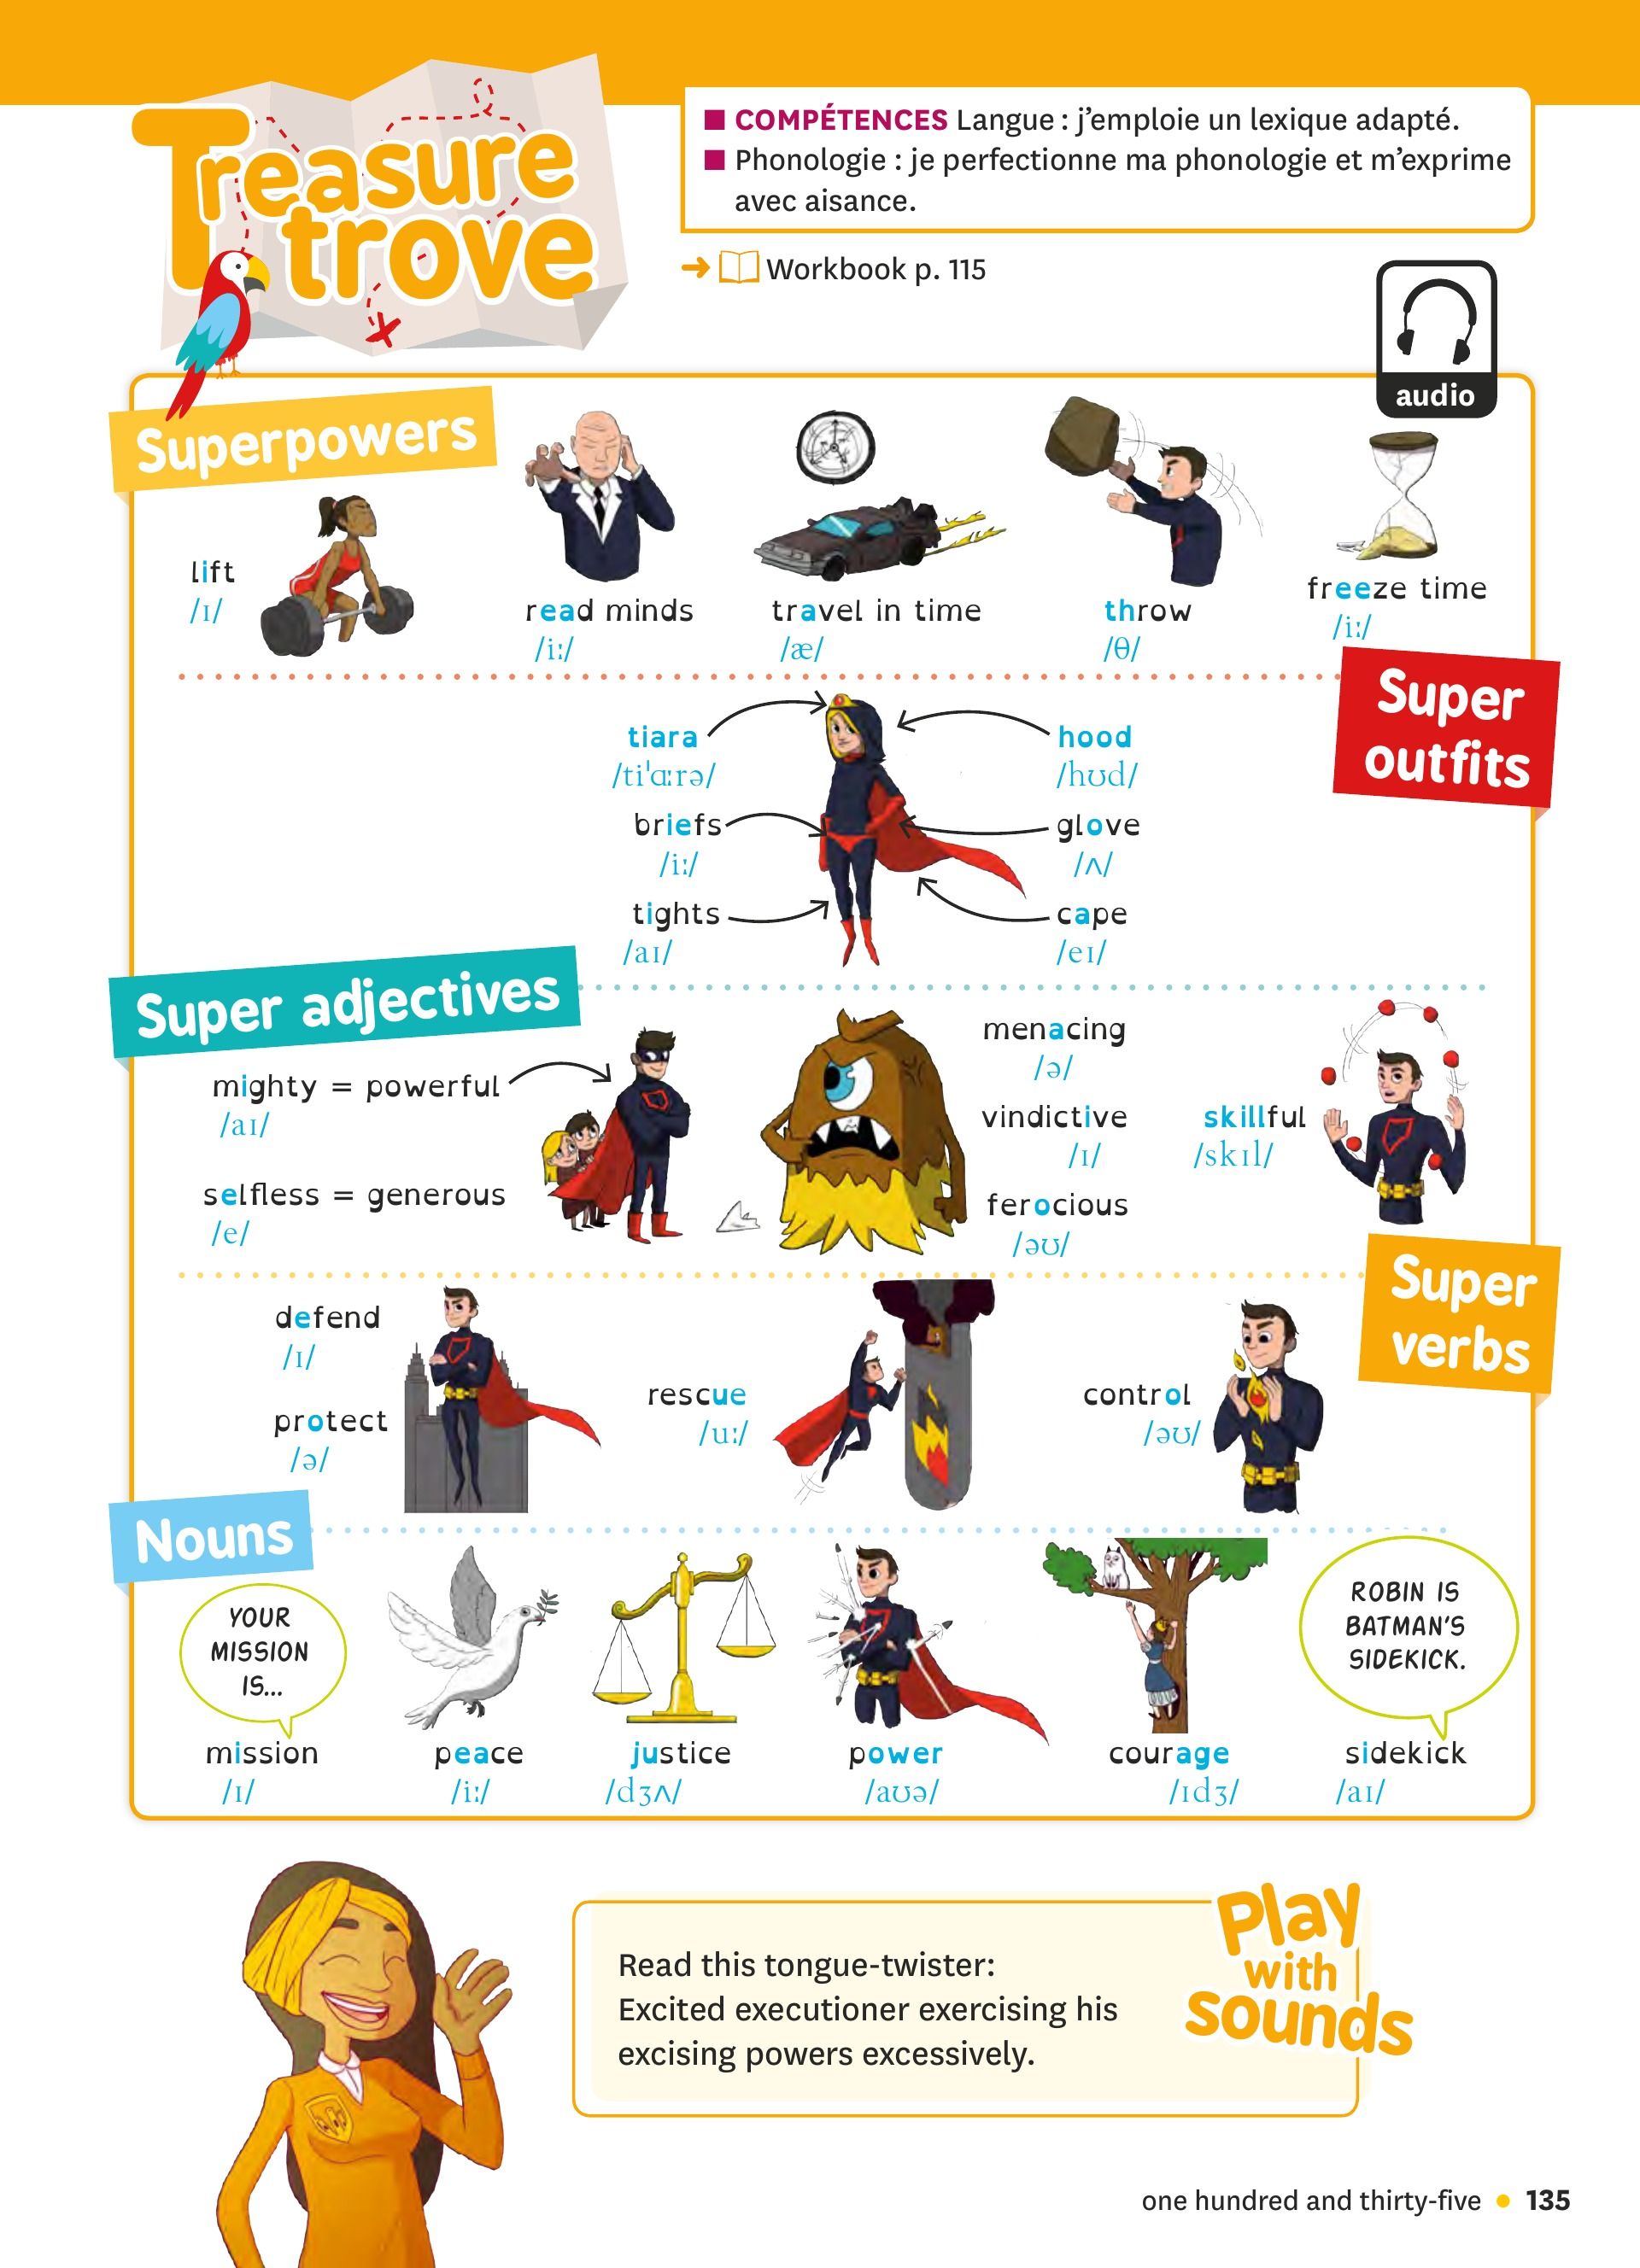 Treasure
trove
■ COMPÉTENCES Langue : j'emploie un lexique adapté.
■ Phonologie : je perfectionne ma phonologie et m'exprime
avec aisance.
➜ Workbook p. 115
audio
Superpowers
lift
/ɪ/
read minds
/iː/
travel in time
/æ/
throw
/θ/
freeze time
/iː/
Super
outfits
tiara
/tiˈɑːrə/
briefs
/iː/
tights
/aɪ/
hood
/hʊd/
glove
/ʌ/
cape
/eɪ/
Super adjectives
mighty = powerful
/aɪ/
selfless = generous
/e/
menacing
/ə/
vindictive
/ɪ/
ferocious
/əʊ/
skillful
/skɪl/
Super
verbs
defend
/ɪ/
protect
/ə/
rescue
/uː/
control
/əʊ/
Nouns
YOUR
MISSION
IS...
mission
/ɪ/
peace
/iː/
justice
/dʒʌ/
power
/aʊə/
courage
/ɪdʒ/
ROBIN IS
BATMAN'S
SIDEKICK.
sidekick
/aɪ/
Play
with
sounds
Read this tongue-twister:
Excited executioner exercising his
excising powers excessively.
one hundred and thirty-five • 135